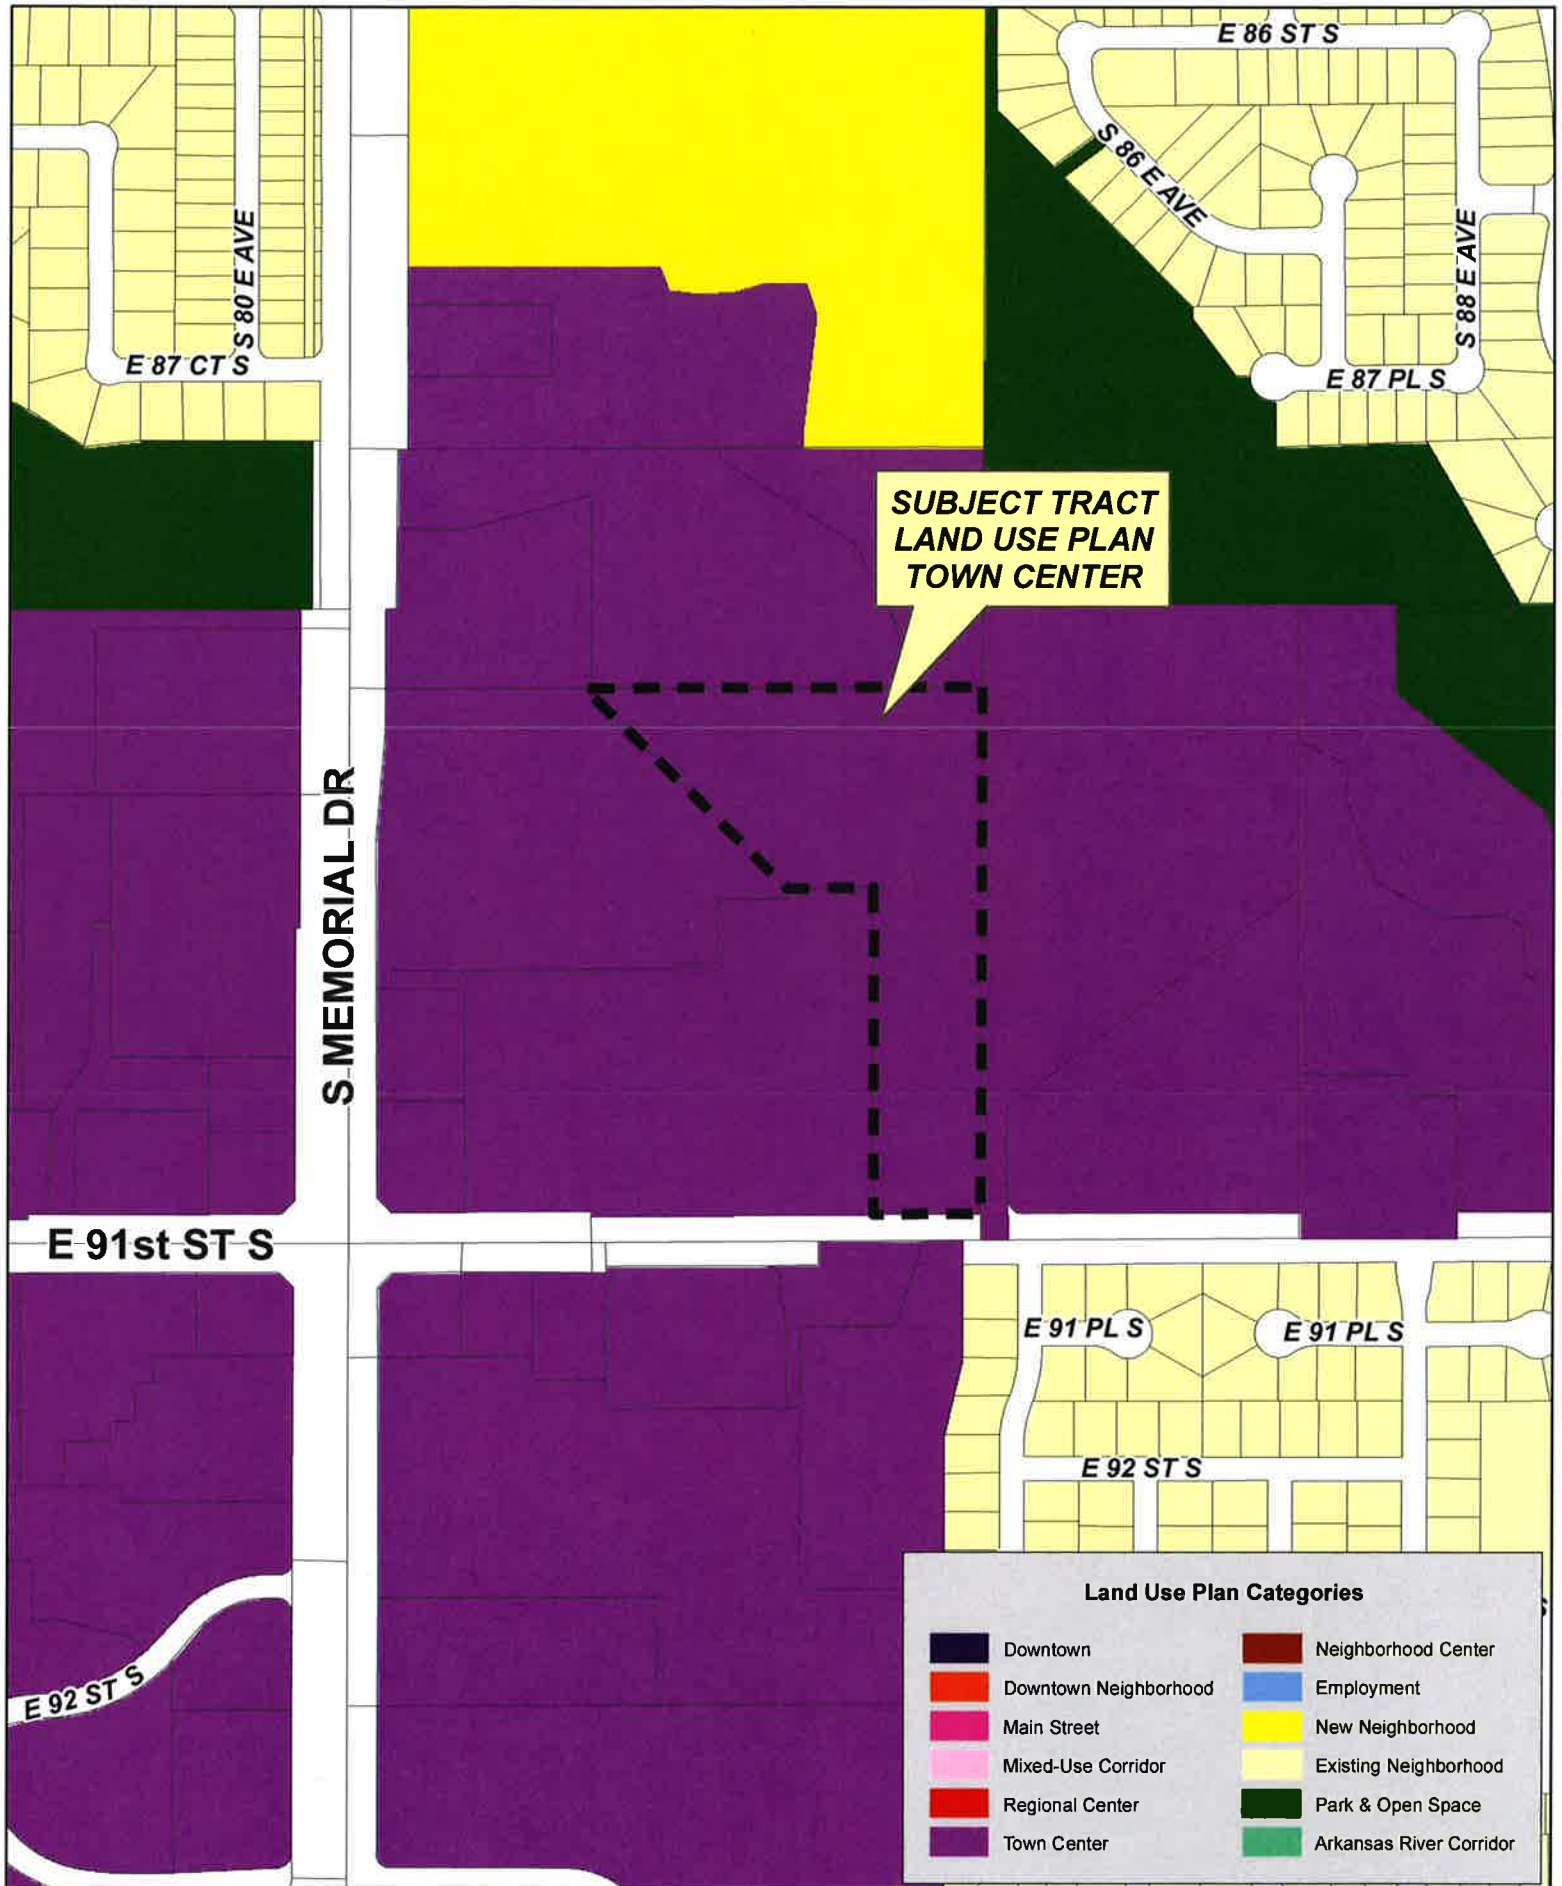 E 86 ST S
S 86 E AVE
S 80 E AVE
S 88 E AVE
E 87 CT S
E 87 PL S
SUBJECT TRACT
LAND USE PLAN
TOWN CENTER
S MEMORIAL DR
E 91st ST S
E 91 PL S
E 91 PL S
E 92 ST S
E 92 ST S
Land Use Plan Categories
Downtown
Downtown Neighborhood
Main Street
Mixed-Use Corridor
Regional Center
Town Center
Neighborhood Center
Employment
New Neighborhood
Existing Neighborhood
Park & Open Space
Arkansas River Corridor